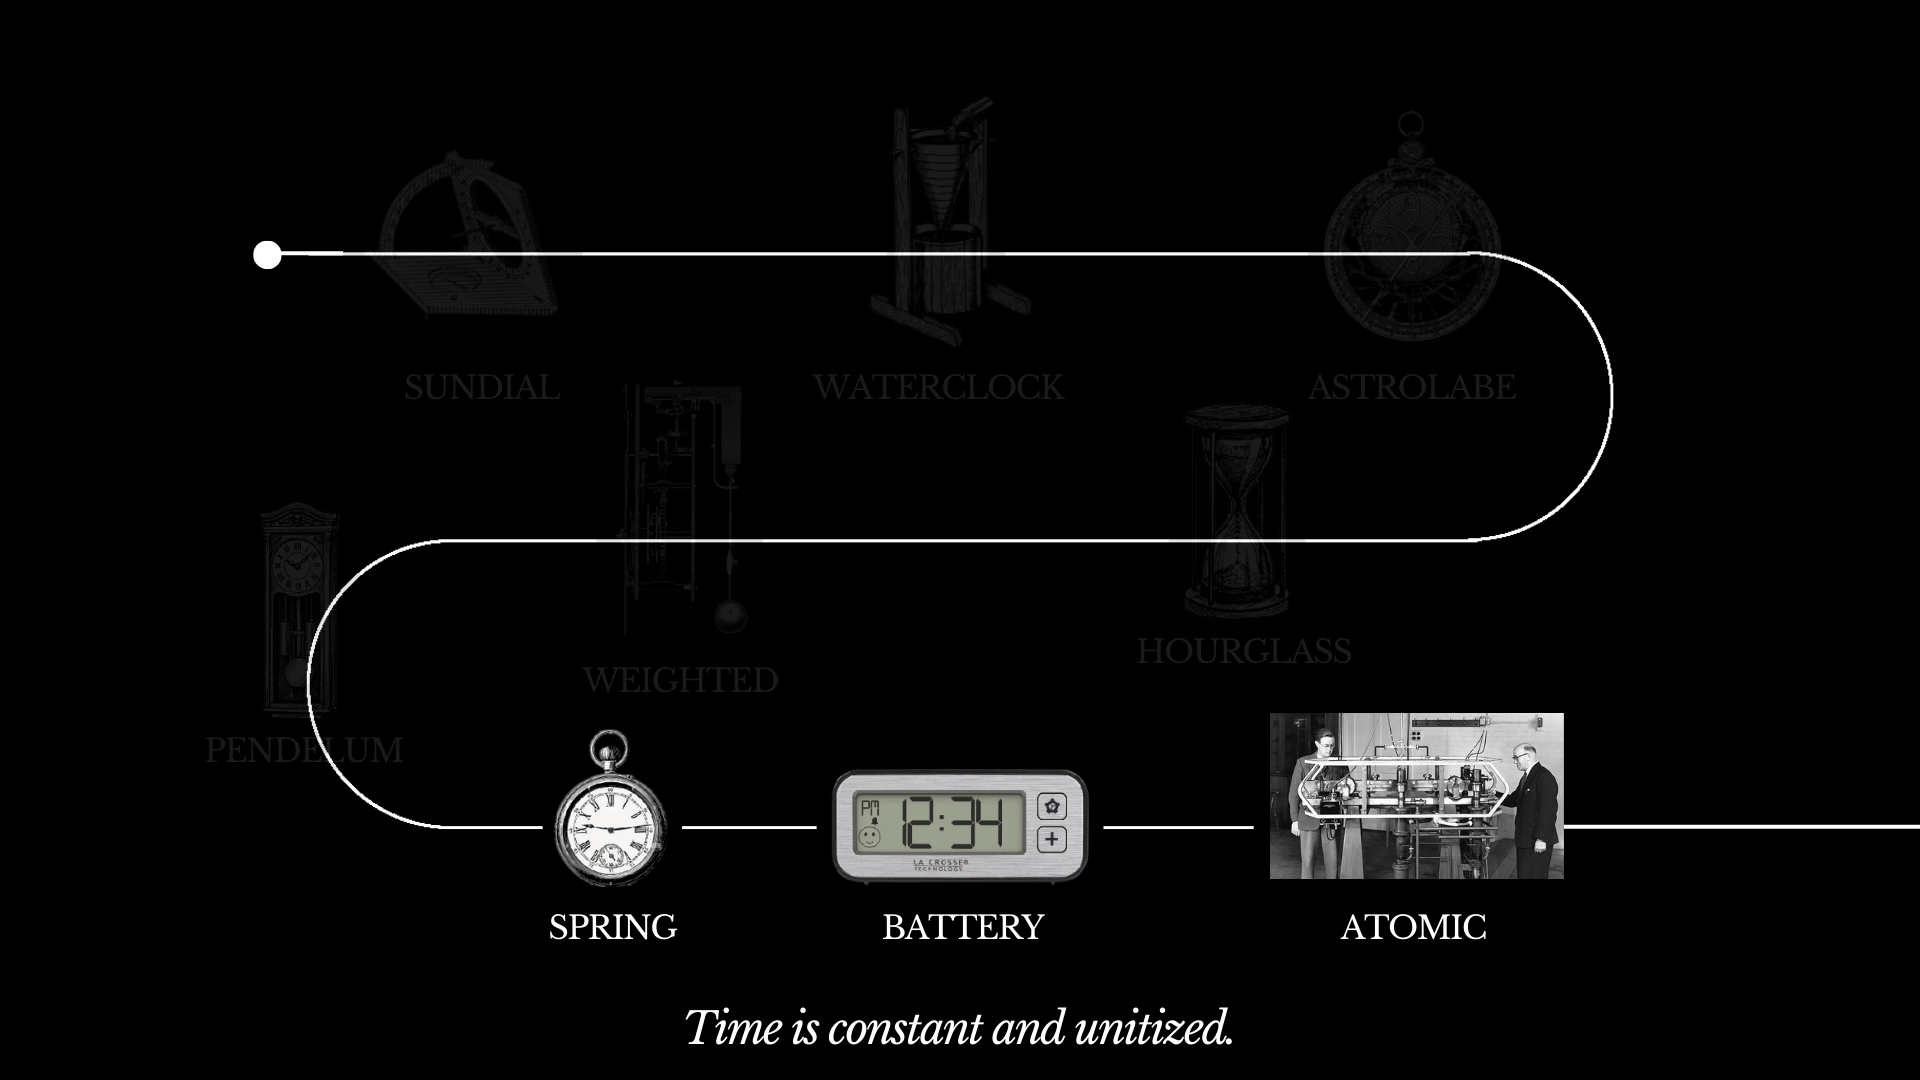 SUNDIAL
WATERCLOCK
ASTROLABE
HOURGLASS
WEIGHTED
PENDELUM
PM
12:34
LA CROSSE®
TECHNOLOGY
SPRING
BATTERY
ATOMIC
Time is constant and unitized.